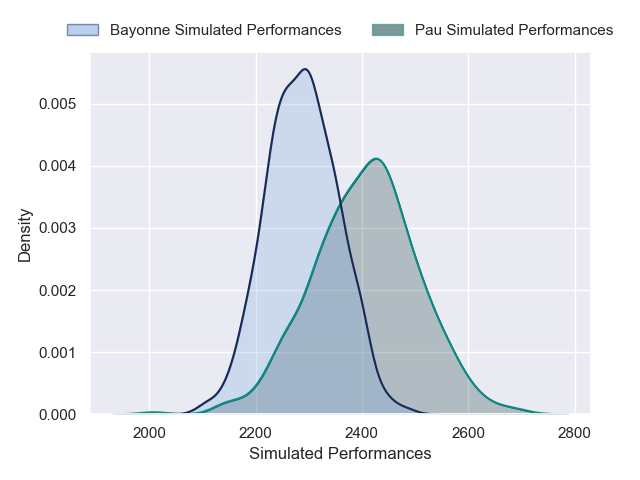 Bayonne Simulated Performances
Pau Simulated Performances
0.005
0.004
0.003
0.002
0.001
0.000
Density
2000
2200
2400
2600
2800
Simulated Performances